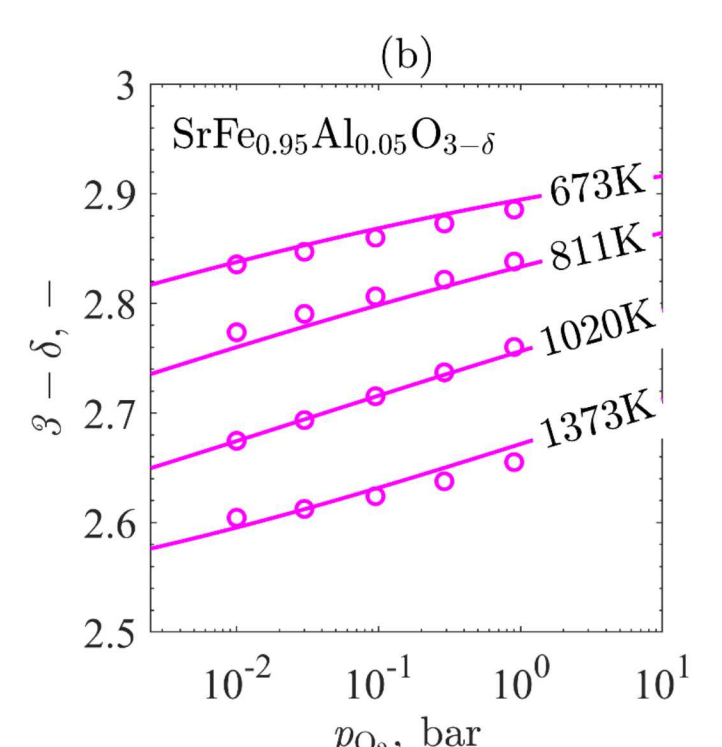 (b)
3
SrFe₀.₉₅Al₀.₀₅O₃₋δ
2.9
673K
811K
2.8
1020K
3 − δ, −
2.7
1373K
2.6
2.5
10⁻² 10⁻¹ 10⁰ 10¹
p_O₂, bar